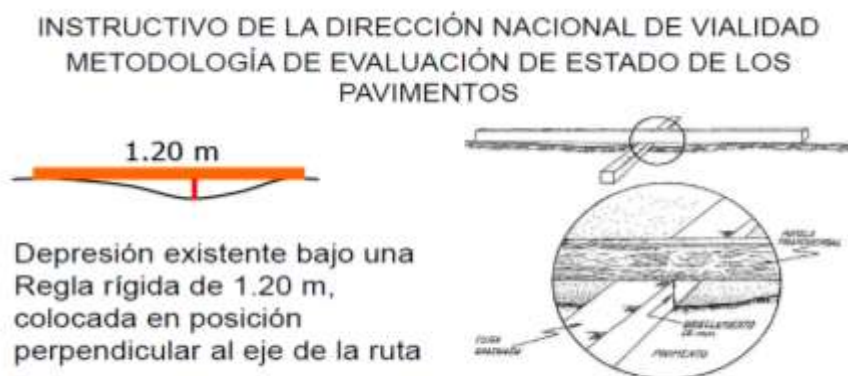 INSTRUCTIVO DE LA DIRECCIÓN NACIONAL DE VIALIDAD
METODOLOGÍA DE EVALUACIÓN DE ESTADO DE LOS
PAVIMENTOS
1.20 m
Depresión existente bajo una
Regla rígida de 1.20 m,
colocada en posición
perpendicular al eje de la ruta
PAVIMENTO